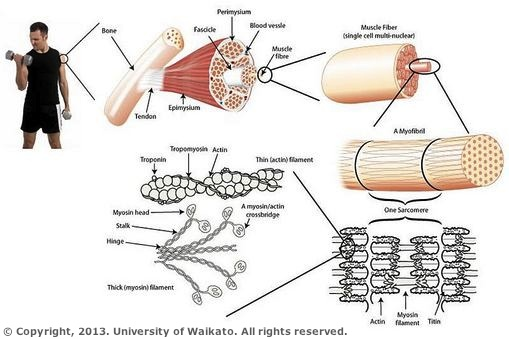 Perimysium
Fascicle
Blood vessle
Bone
Muscle
fibre
Tendon
Epimysium
Muscle Fiber
(single cell multi-nuclear)
A Myofibril
Tropomyosin
Actin
Troponin
Thin (actin) filament
Myosin head
A myosin/actin
crossbridge
Stalk
Hinge
Thick (myosin) filament
One Sarcomere
Actin
Myosin
filament
Titin
© Copyright, 2013. University of Waikato. All rights reserved.